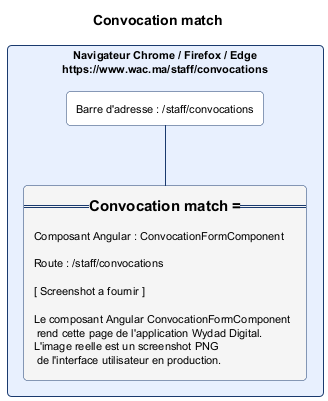 Convocation match
Navigateur Chrome / Firefox / Edge
https://www.wac.ma/staff/convocations
Barre d'adresse : /staff/convocations
Convocation match =
Composant Angular : ConvocationFormComponent
Route : /staff/convocations
[ Screenshot a fournir ]
Le composant Angular ConvocationFormComponent
rend cette page de l'application Wydad Digital.
L'image reelle est un screenshot PNG
de l'interface utilisateur en production.